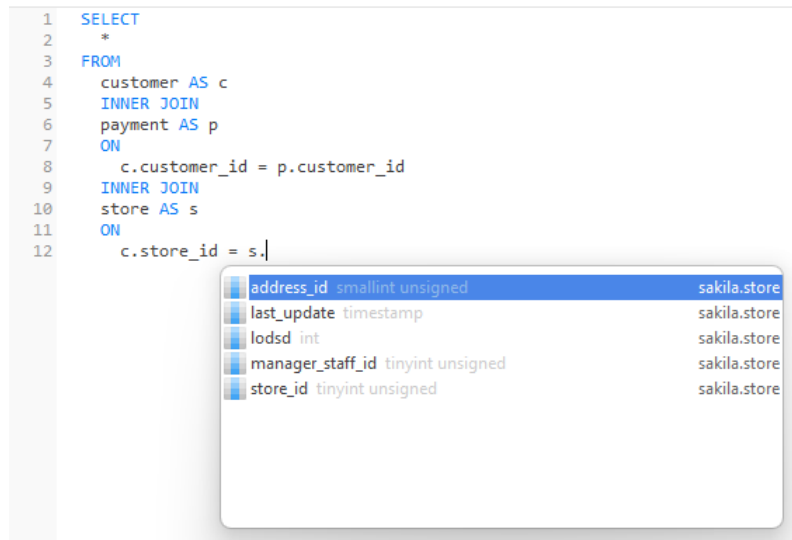 1 SELECT
2 *
3 FROM
4 customer AS c
5 INNER JOIN
6 payment AS p
7 ON
8 c.customer_id = p.customer_id
9 INNER JOIN
10 store AS s
11 ON
12 c.store_id = s.
address_id smallint unsigned sakila.store
last_update timestamp sakila.store
lodsd int sakila.store
manager_staff_id tinyint unsigned sakila.store
store_id tinyint unsigned sakila.store